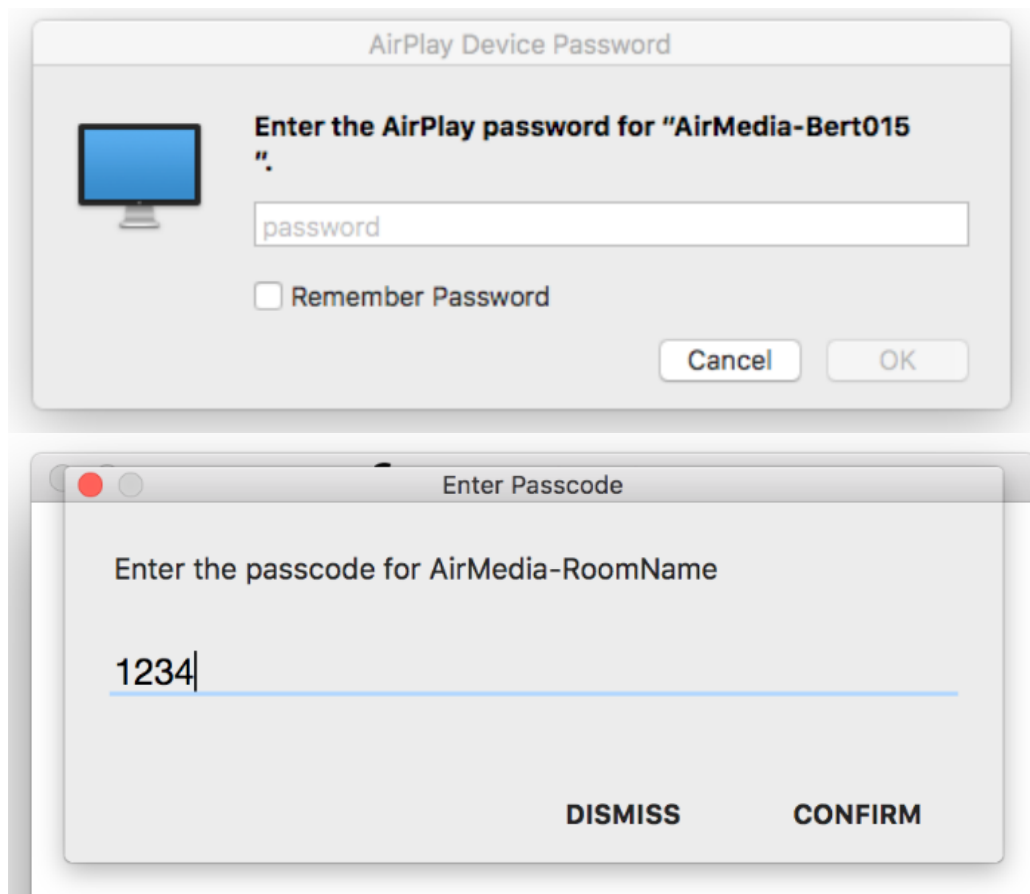 AirPlay Device Password
Enter the AirPlay password for "AirMedia-Bert015
".
password
Remember Password
Cancel OK
Enter Passcode
Enter the passcode for AirMedia-RoomName
1234
DISMISS CONFIRM